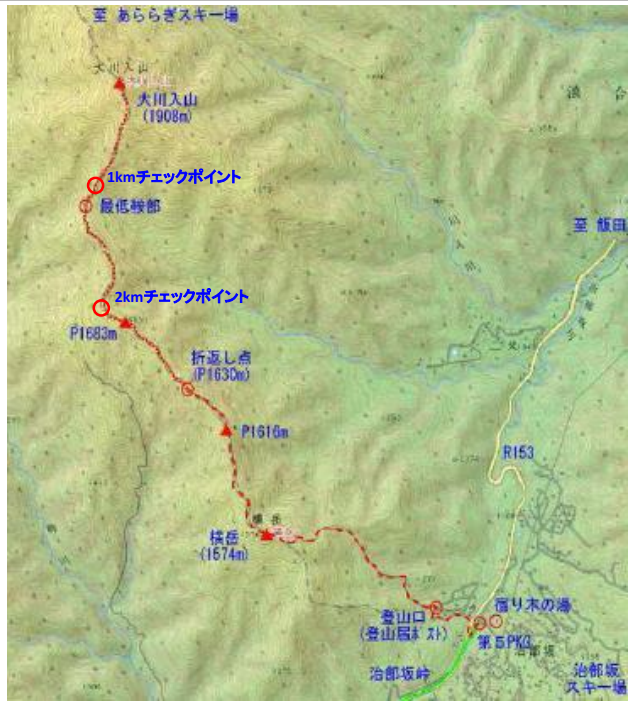 至 あららぎスキー場
大川入山
大川入山
(1908m)
1kmチェックポイント
最低鞍部
至 飯田
2kmチェックポイント
P1683m
折返し点
(P1630m)
P1616m
R153
横岳
横岳
(1574m)
登山口
(登山届ポスト)
宿り木の湯
第5PKG
治部坂
治部坂峠
治部坂
スキー場